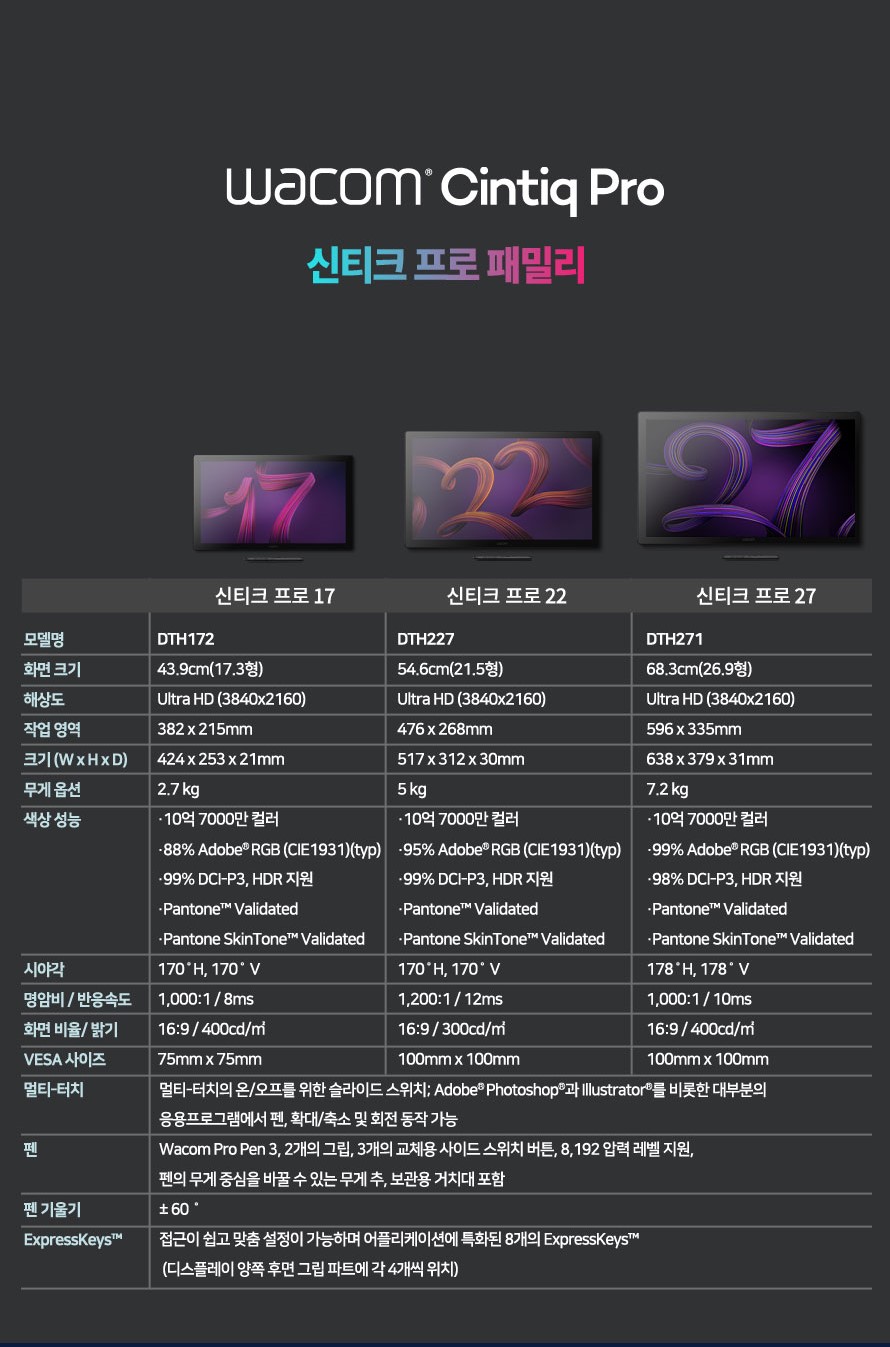 wacom® Cintiq Pro
신티크 프로 패밀리
17
22
27
신티크 프로 17 신티크 프로 22 신티크 프로 27
모델명 DTH172 DTH227 DTH271
화면 크기 43.9cm(17.3형) 54.6cm(21.5형) 68.3cm(26.9형)
해상도 Ultra HD (3840x2160) Ultra HD (3840x2160) Ultra HD (3840x2160)
작업 영역 382 x 215mm 476 x 268mm 596 x 335mm
크기 (W x H x D) 424 x 253 x 21mm 517 x 312 x 30mm 638 x 379 x 31mm
무게 옵션 2.7 kg 5 kg 7.2 kg
색상 성능 ·10억 7000만 컬러 ·10억 7000만 컬러 ·10억 7000만 컬러
·88% Adobe® RGB (CIE1931)(typ) ·95% Adobe® RGB (CIE1931)(typ) ·99% Adobe® RGB (CIE1931)(typ)
·99% DCI-P3, HDR 지원 ·99% DCI-P3, HDR 지원 ·98% DCI-P3, HDR 지원
·Pantone™ Validated ·Pantone™ Validated ·Pantone™ Validated
·Pantone SkinTone™ Validated ·Pantone SkinTone™ Validated ·Pantone SkinTone™ Validated
시야각 170˚H, 170˚ V 170˚H, 170˚ V 178˚H, 178˚ V
명암비 / 반응속도 1,000:1 / 8ms 1,200:1 / 12ms 1,000:1 / 10ms
화면 비율/ 밝기 16:9 / 400cd/㎡ 16:9 / 300cd/㎡ 16:9 / 400cd/㎡
VESA 사이즈 75mm x 75mm 100mm x 100mm 100mm x 100mm
멀티-터치 멀티-터치의 온/오프를 위한 슬라이드 스위치; Adobe® Photoshop®과 Illustrator®를 비롯한 대부분의
응용프로그램에서 펜, 확대/축소 및 회전 동작 가능
펜 Wacom Pro Pen 3, 2개의 그립, 3개의 교체용 사이드 스위치 버튼, 8,192 압력 레벨 지원,
펜의 무게 중심을 바꿀 수 있는 무게 추, 보관용 거치대 포함
펜 기울기 ± 60 ˚
ExpressKeys™ 접근이 쉽고 맞춤 설정이 가능하며 어플리케이션에 특화된 8개의 ExpressKeys™
(디스플레이 양쪽 후면 그립 파트에 각 4개씩 위치)